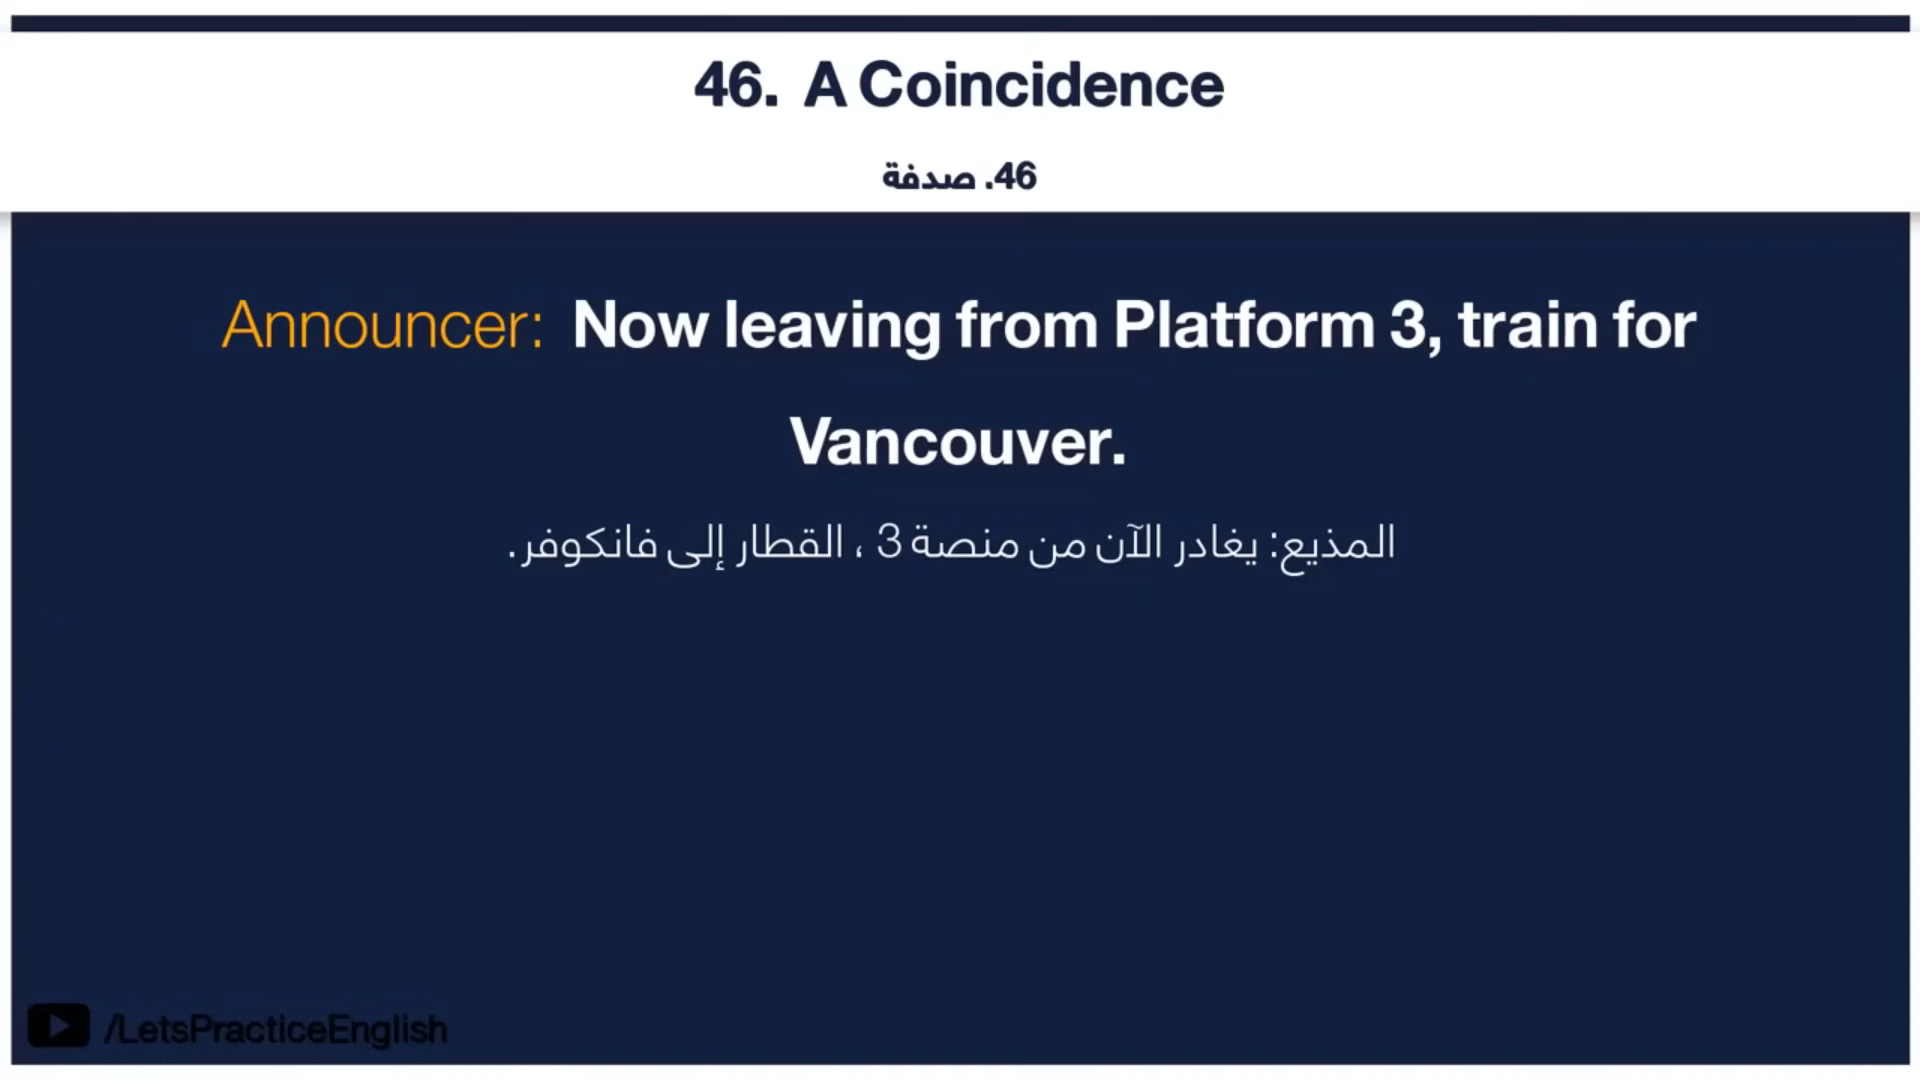 46. A Coincidence
46. صدفة
Announcer: Now leaving from Platform 3, train for
Vancouver.
المذيع: يغادر الآن من منصة 3 ، القطار إلى فانكوفر.
/LetsPracticeEnglish